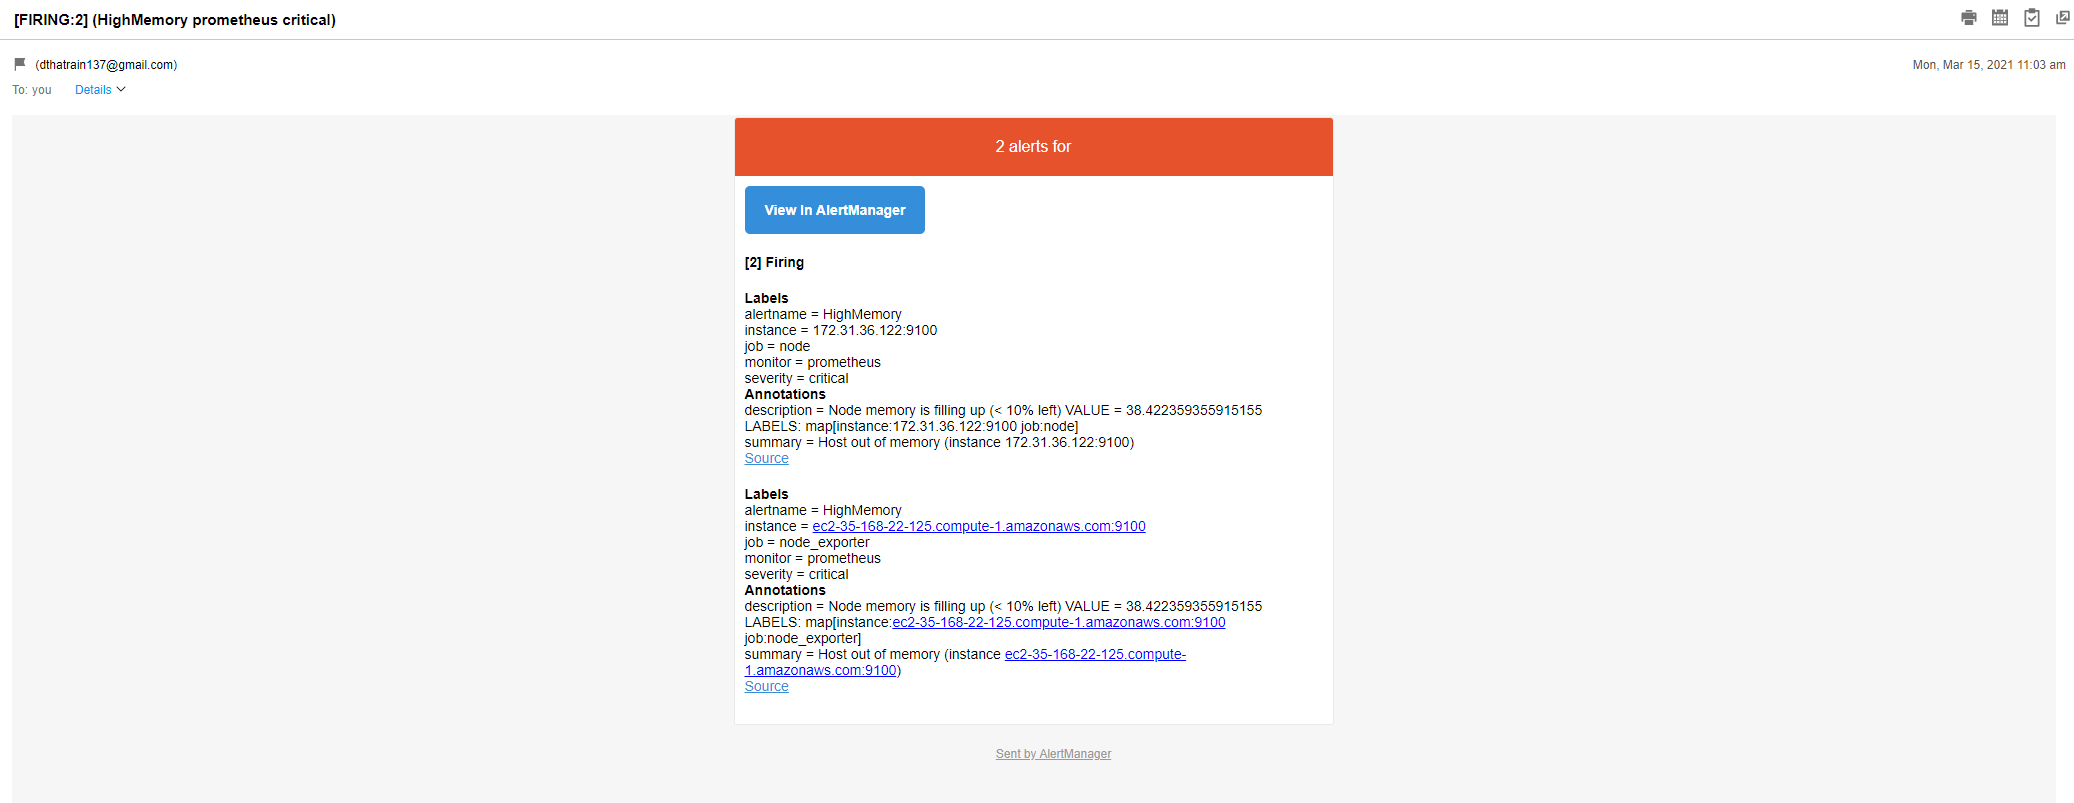 [FIRING:2] (HighMemory prometheus critical)
(dthatrain137@gmail.com)
Mon, Mar 15, 2021 11:03 am
To: you Details
2 alerts for
View in AlertManager
[2] Firing
Labels
alertname = HighMemory
instance = 172.31.36.122:9100
job = node
monitor = prometheus
severity = critical
Annotations
description = Node memory is filling up (< 10% left) VALUE = 38.422359355915155
LABELS: map[instance:172.31.36.122:9100 job:node]
summary = Host out of memory (instance 172.31.36.122:9100)
Source
Labels
alertname = HighMemory
instance = ec2-35-168-22-125.compute-1.amazonaws.com:9100
job = node_exporter
monitor = prometheus
severity = critical
Annotations
description = Node memory is filling up (< 10% left) VALUE = 38.422359355915155
LABELS: map[instance:ec2-35-168-22-125.compute-1.amazonaws.com:9100
job:node_exporter]
summary = Host out of memory (instance ec2-35-168-22-125.compute-
1.amazonaws.com:9100)
Source
Sent by AlertManager